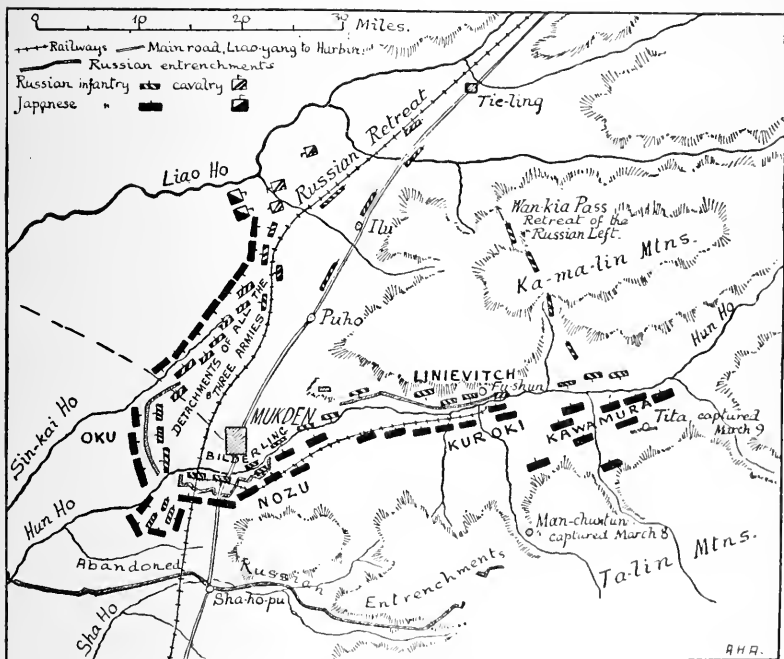 10 20 30 Miles.
Railways Main road, Liao-yang to Harbin.
Russian entrenchments
Russian infantry cavalry
Japanese "
Tie-ling
Russian Retreat
Liao Ho
Wan-kia Pass
Retreat of the
Russian Left.
Ilu
Ka-ma-lin Mtns.
Hun Ho
Puho
DETACHMENTS OF ALL THE
THREE ARMIES
LINIEVITCH
Fu-shun
Sin-kai Ho
OKU
MUKDEN
BILDERLING
KUROKI
KAWAMURA
Tita, captured
March 9
NOZU
Hun Ho
Man-chuntun
captured March 8
Abandoned Russian Entrenchments
Ta-lin Mtns.
Sha-ho-pu
Sha Ho
A.H.A.